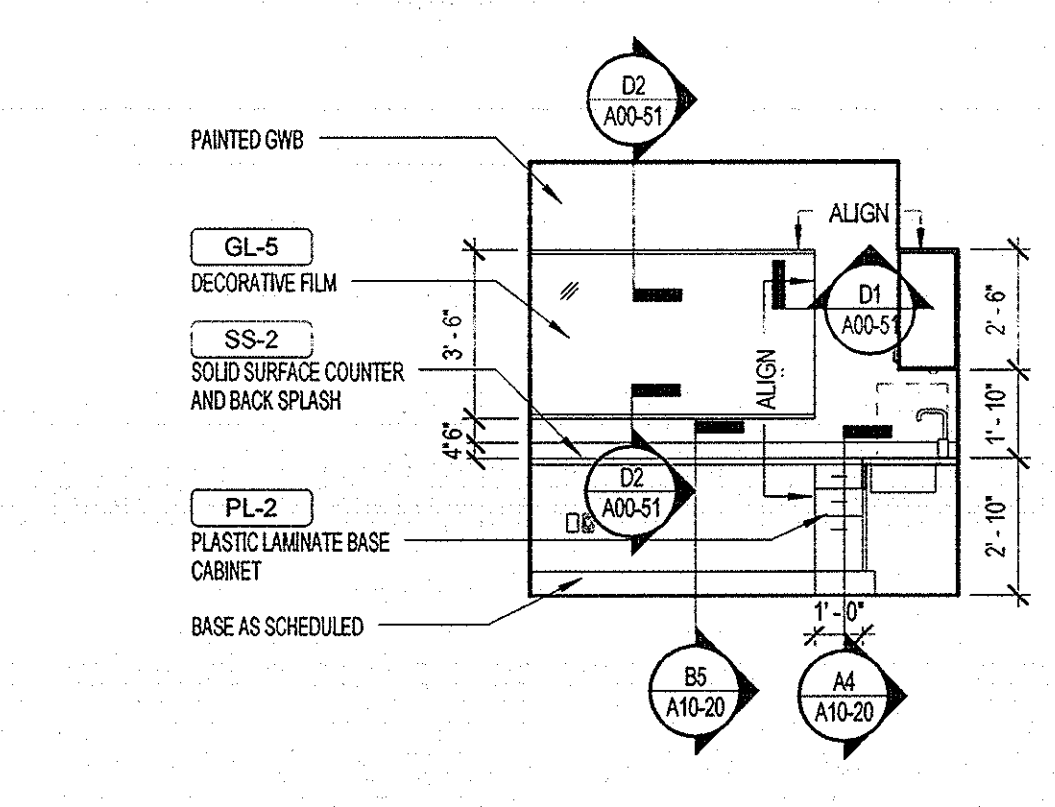 D2
A00-51
PAINTED GWB
ALIGN
GL-5
DECORATIVE FILM
D1
A00-51
2' - 6"
3' - 6"
SS-2
SOLID SURFACE COUNTER
AND BACK SPLASH
ALIGN
1' - 10"
6"
4"
D2
A00-51
PL-2
PLASTIC LAMINATE BASE
CABINET
2' - 10"
1' - 0"
BASE AS SCHEDULED
B5
A10-20
A4
A10-20